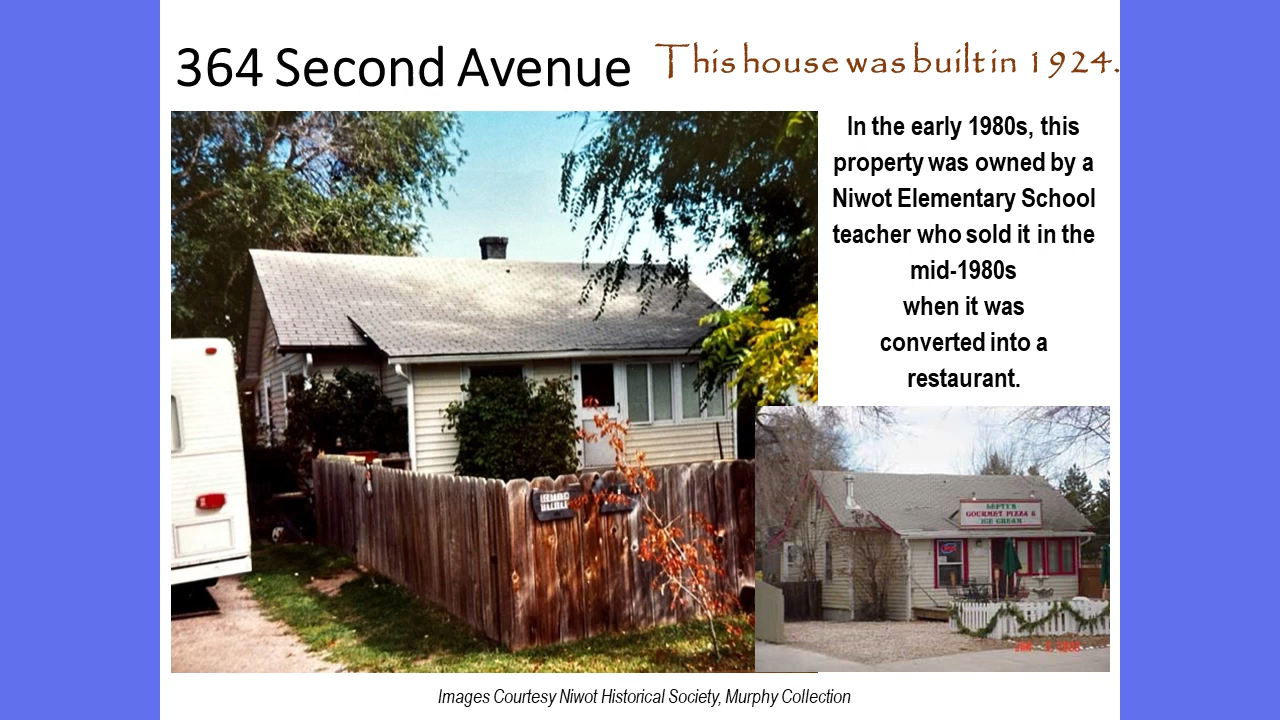 364 Second Avenue
This house was built in 1924.
In the early 1980s, this
property was owned by a
Niwot Elementary School
teacher who sold it in the
mid-1980s
when it was
converted into a
restaurant.
GOURMET PIZZA &
ICE CREAM
Images Courtesy Niwot Historical Society, Murphy Collection